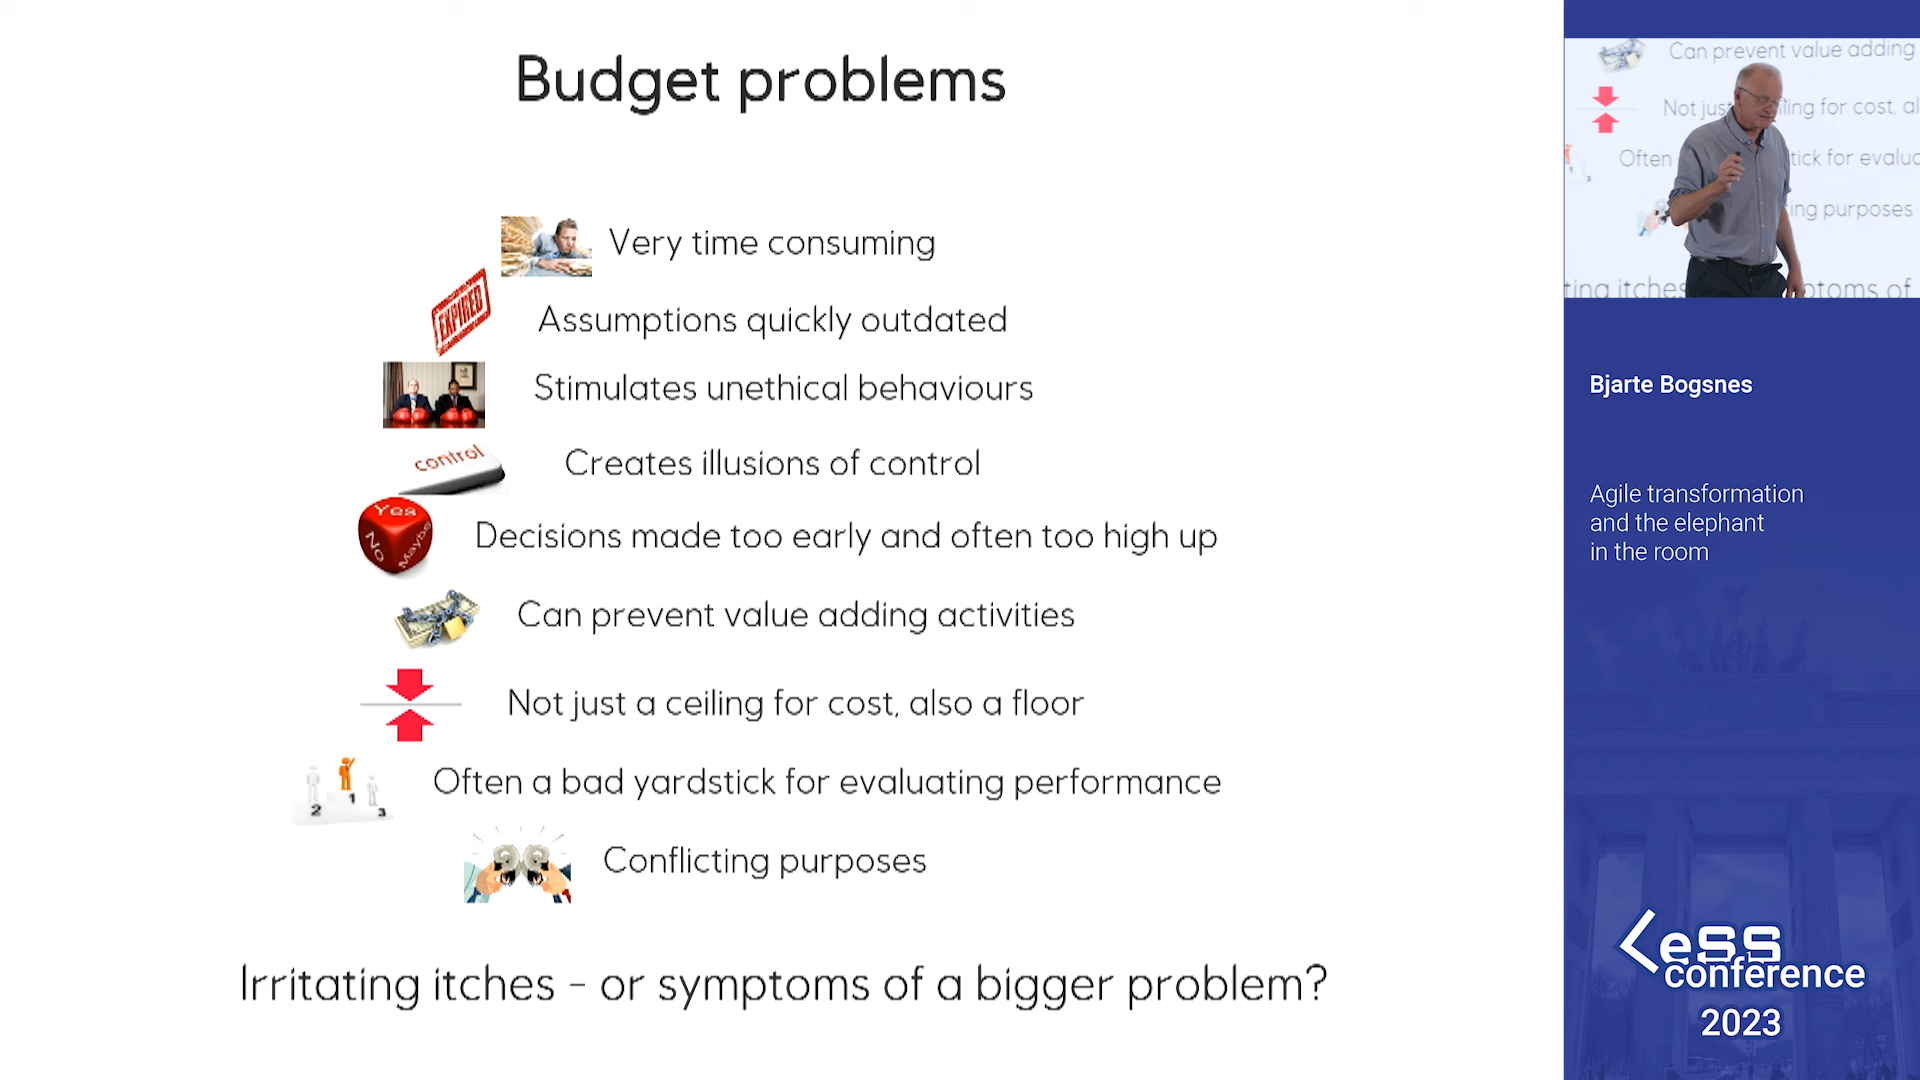 Budget problems
Very time consuming
EXPIRED
Assumptions quickly outdated
Stimulates unethical behaviours
control
Creates illusions of control
Yes
No
Maybe
Decisions made too early and often too high up
Can prevent value adding activities
Not just a ceiling for cost, also a floor
1
2
3
Often a bad yardstick for evaluating performance
Conflicting purposes
Irritating itches - or symptoms of a bigger problem?
Can prevent value adding
Not just ling for cost, al
Often tick for evaluc
3
ing purposes
ting itches ptoms of
Bjarte Bogsnes
Agile transformation
and the elephant
in the room
LeSS
conference
2023